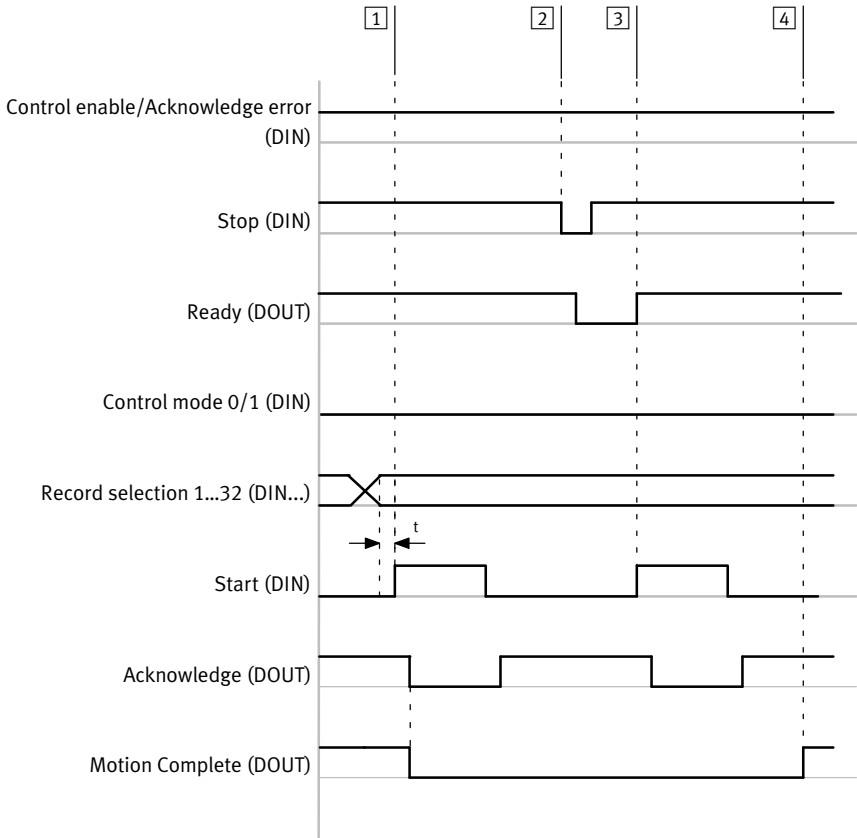 1 2 3 4
Control enable/Acknowledge error
(DIN)
Stop (DIN)
Ready (DOUT)
Control mode 0/1 (DIN)
Record selection 1...32 (DIN...)
t
Start (DIN)
Acknowledge (DOUT)
Motion Complete (DOUT)